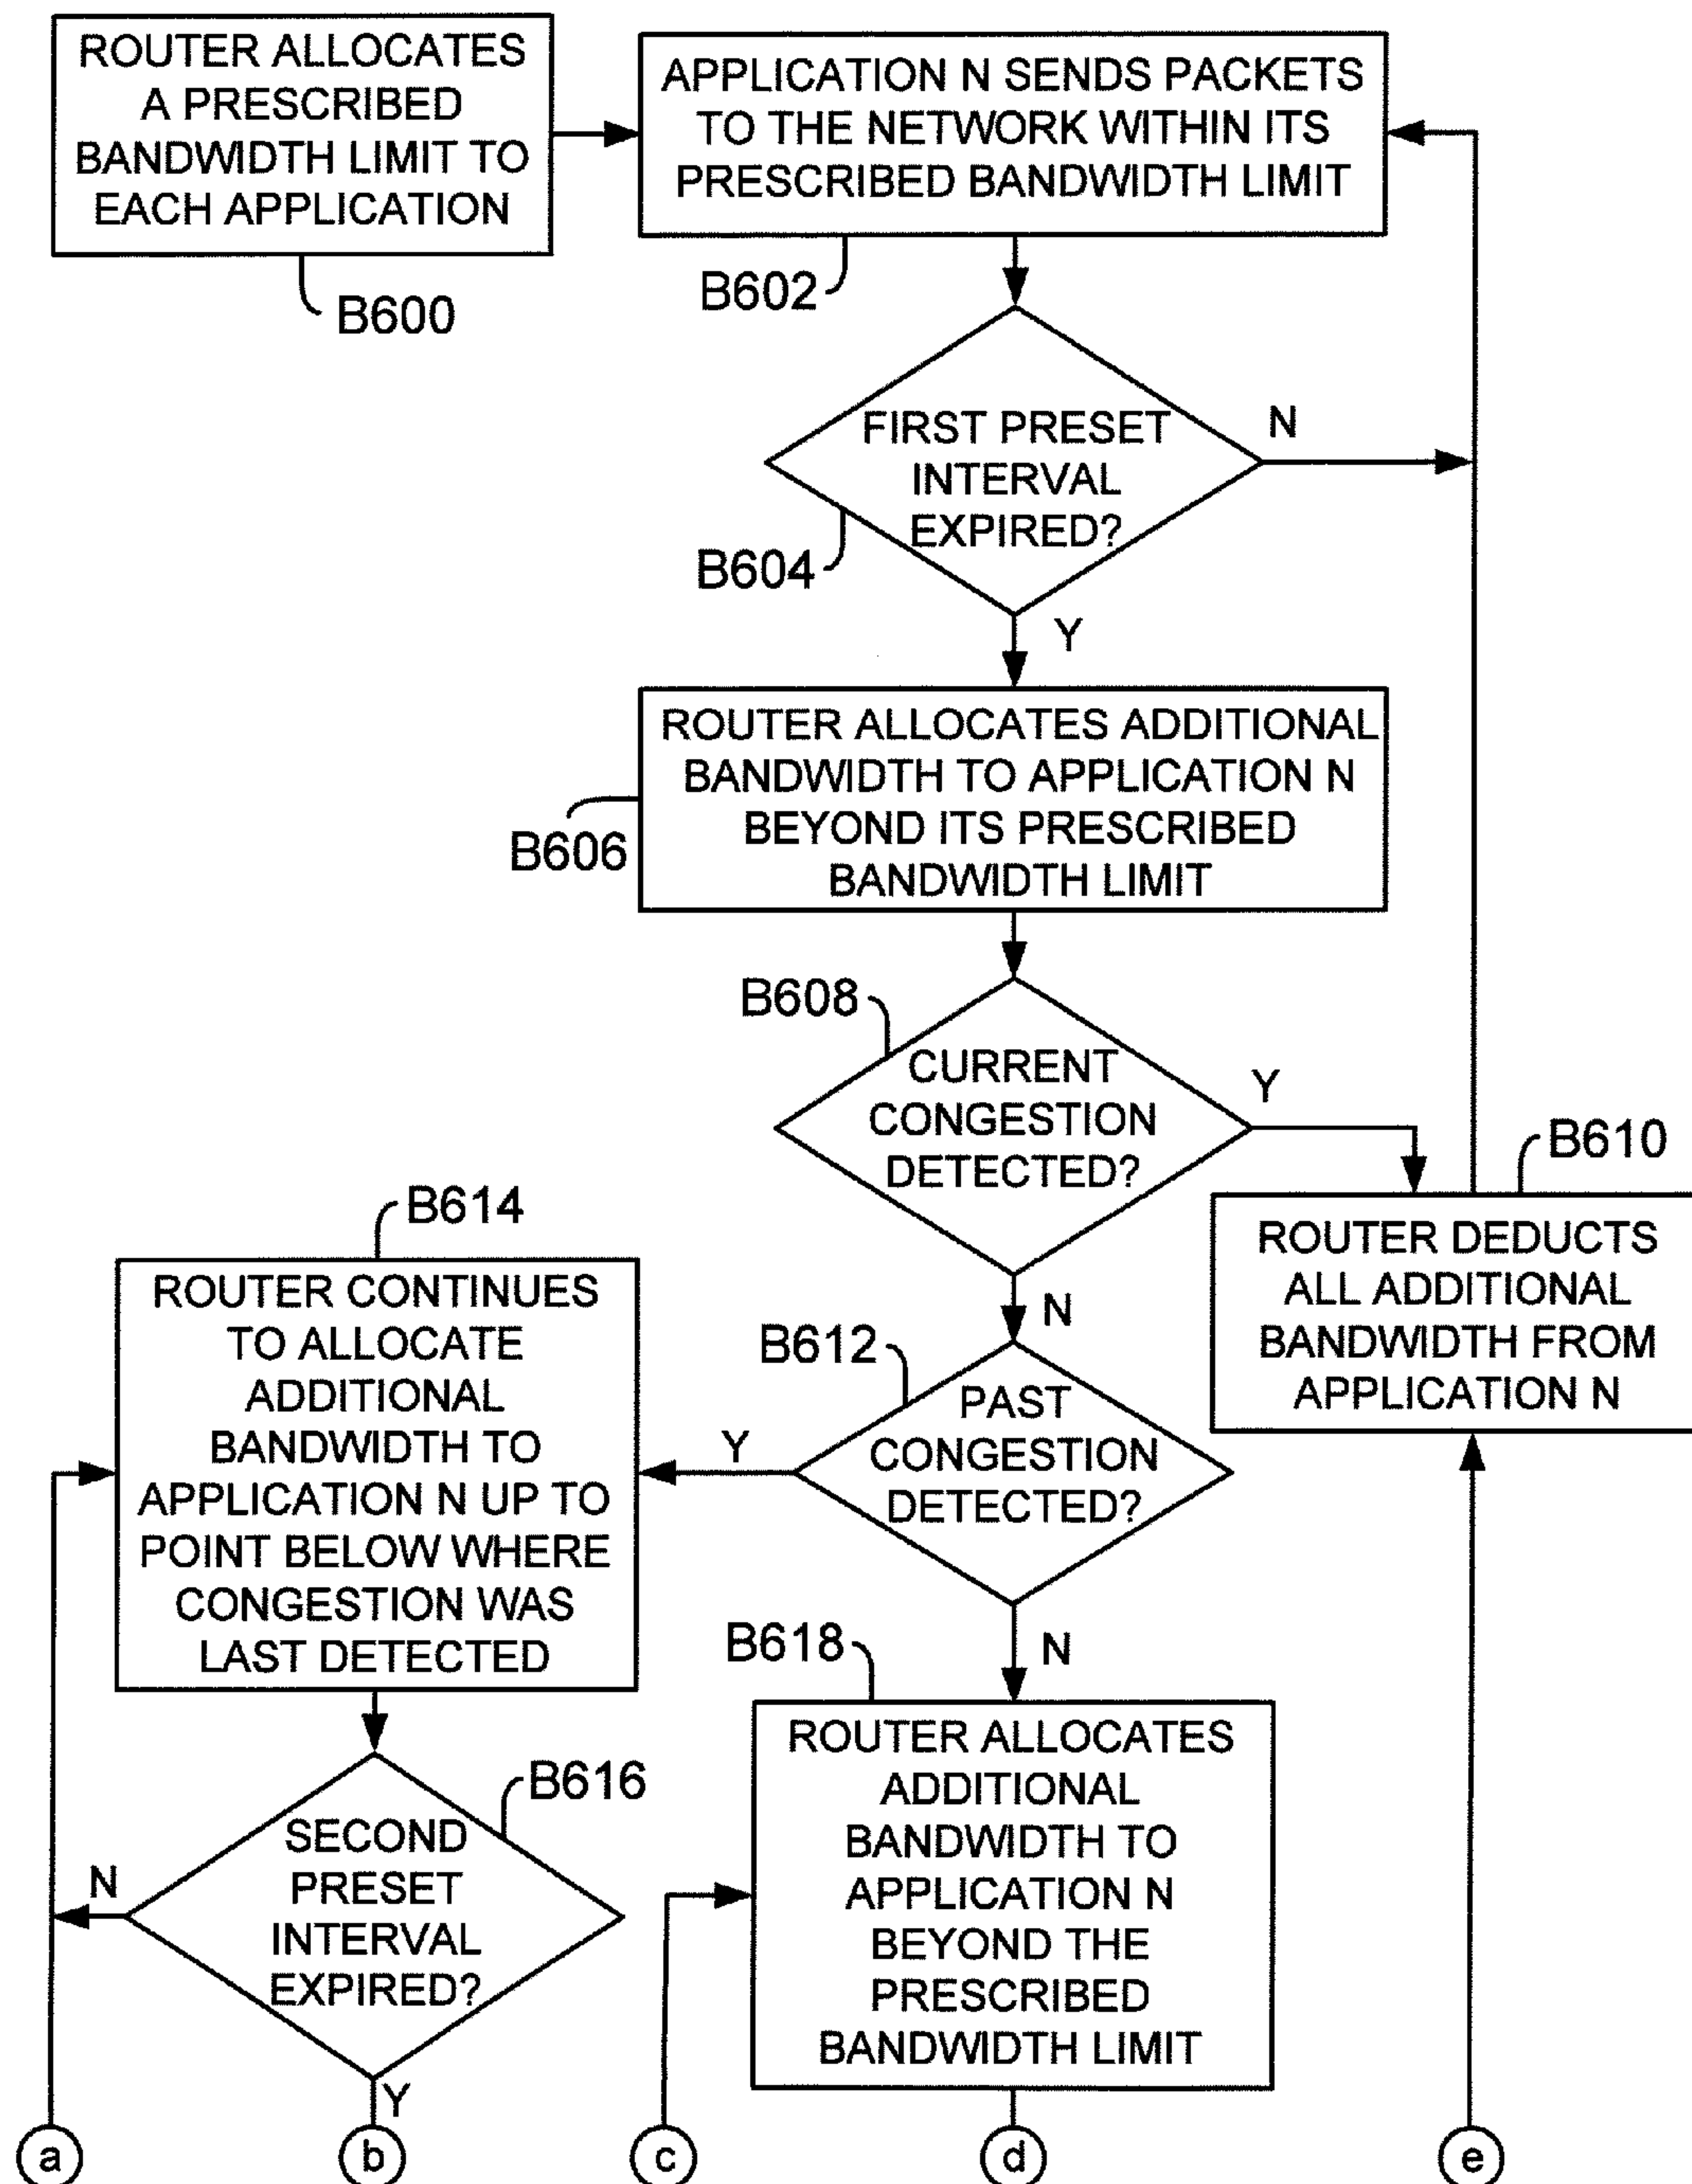 ROUTER ALLOCATES
A PRESCRIBED
BANDWIDTH LIMIT TO
EACH APPLICATION
B600
APPLICATION N SENDS PACKETS
TO THE NETWORK WITHIN ITS
PRESCRIBED BANDWIDTH LIMIT
B602
FIRST PRESET
INTERVAL
EXPIRED?
N
B604
Y
ROUTER ALLOCATES ADDITIONAL
BANDWIDTH TO APPLICATION N
BEYOND ITS PRESCRIBED
BANDWIDTH LIMIT
B606
B608
CURRENT
CONGESTION
DETECTED?
Y
B610
ROUTER DEDUCTS
ALL ADDITIONAL
BANDWIDTH FROM
APPLICATION N
N
B612
PAST
CONGESTION
DETECTED?
Y
B614
ROUTER CONTINUES
TO ALLOCATE
ADDITIONAL
BANDWIDTH TO
APPLICATION N UP TO
POINT BELOW WHERE
CONGESTION WAS
LAST DETECTED
N
B618
B616
SECOND
PRESET
INTERVAL
EXPIRED?
N
Y
ROUTER ALLOCATES
ADDITIONAL
BANDWIDTH TO
APPLICATION N
BEYOND THE
PRESCRIBED
BANDWIDTH LIMIT
a
b
c
d
e